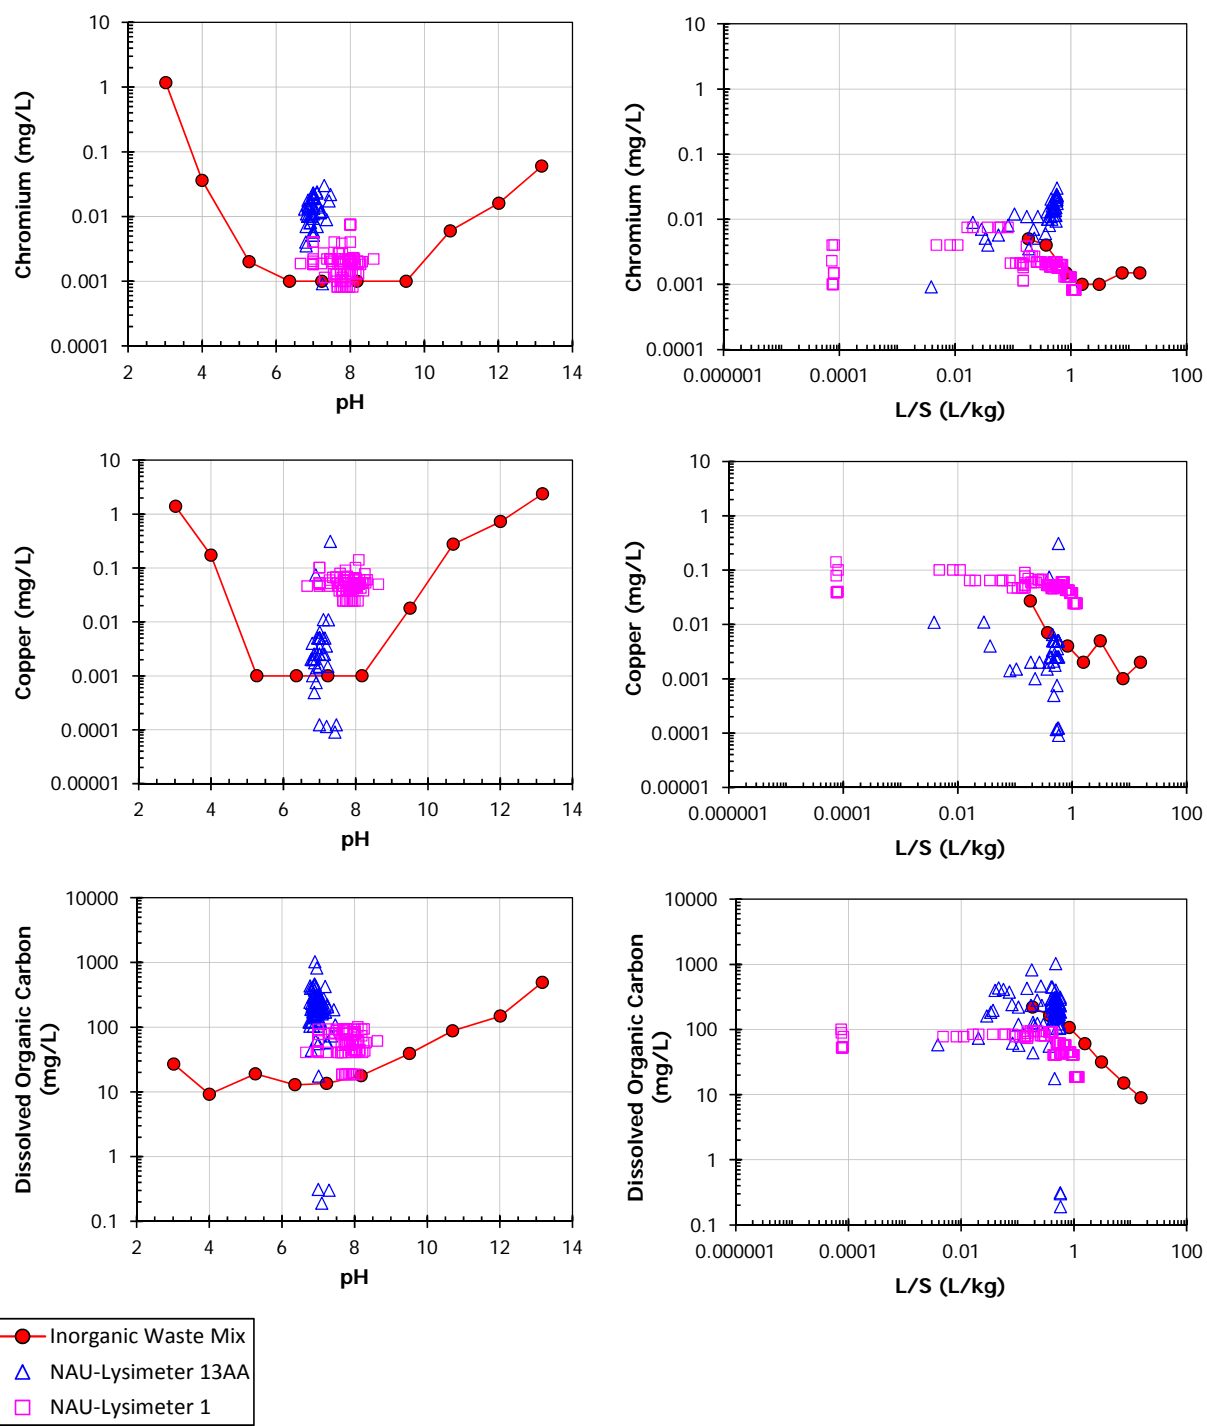 Chromium (mg/L)
10
1
0.1
0.01
0.001
0.0001
2 4 6 8 10 12 14
pH
Chromium (mg/L)
10
1
0.1
0.01
0.001
0.0001
0.000001 0.0001 0.01 1 100
L/S (L/kg)
Copper (mg/L)
10
1
0.1
0.01
0.001
0.0001
0.00001
2 4 6 8 10 12 14
pH
Copper (mg/L)
10
1
0.1
0.01
0.001
0.0001
0.00001
0.000001 0.0001 0.01 1 100
L/S (L/kg)
Dissolved Organic Carbon
(mg/L)
10000
1000
100
10
1
0.1
2 4 6 8 10 12 14
pH
Dissolved Organic Carbon
(mg/L)
10000
1000
100
10
1
0.1
0.000001 0.0001 0.01 1 100
L/S (L/kg)
Inorganic Waste Mix
NAU-Lysimeter 13AA
NAU-Lysimeter 1